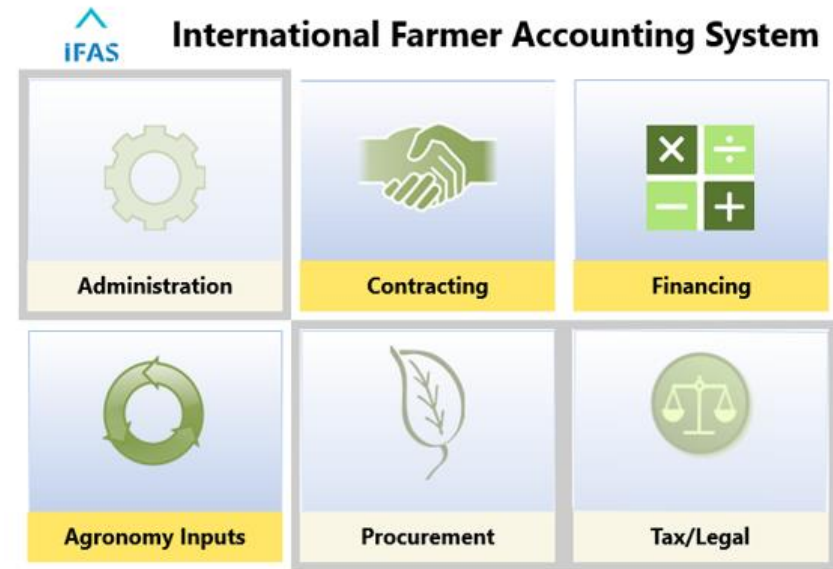 iFAS
International Farmer Accounting System
Administration
Contracting
Financing
Agronomy Inputs
Procurement
Tax/Legal